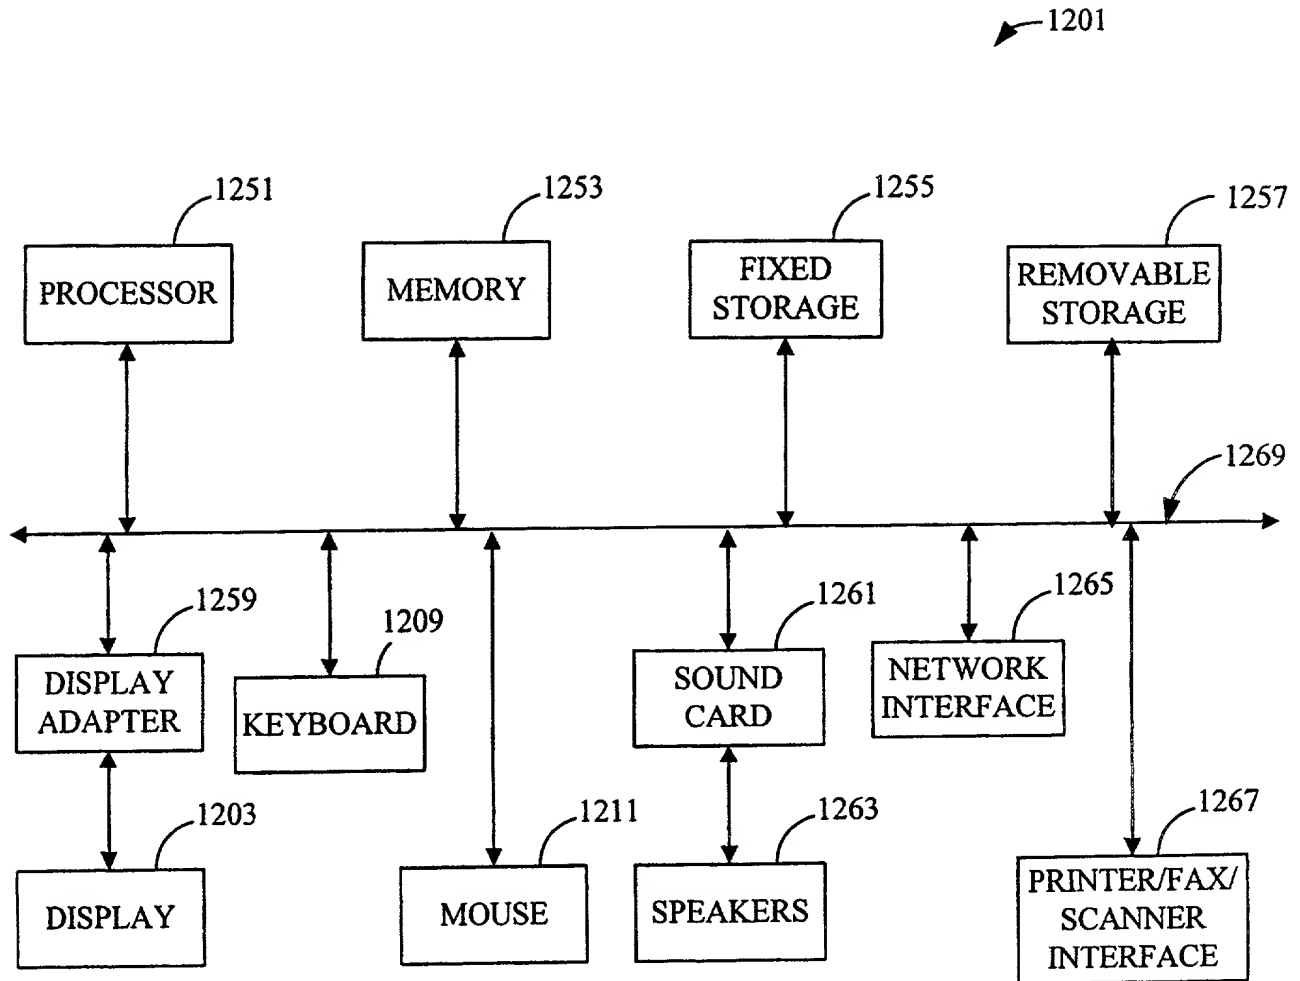 1201
1251
1253
1255
1257
PROCESSOR
MEMORY
FIXED
STORAGE
REMOVABLE
STORAGE
1269
1259
1209
1261
1265
DISPLAY
ADAPTER
KEYBOARD
SOUND
CARD
NETWORK
INTERFACE
1203
1211
1263
1267
DISPLAY
MOUSE
SPEAKERS
PRINTER/FAX/
SCANNER
INTERFACE